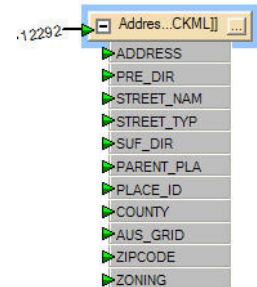 12292
Addres...CKML]] ...
ADDRESS
PRE_DIR
STREET_NAM
STREET_TYP
SUF_DIR
PARENT_PLA
PLACE_ID
COUNTY
AUS_GRID
ZIPCODE
ZONING